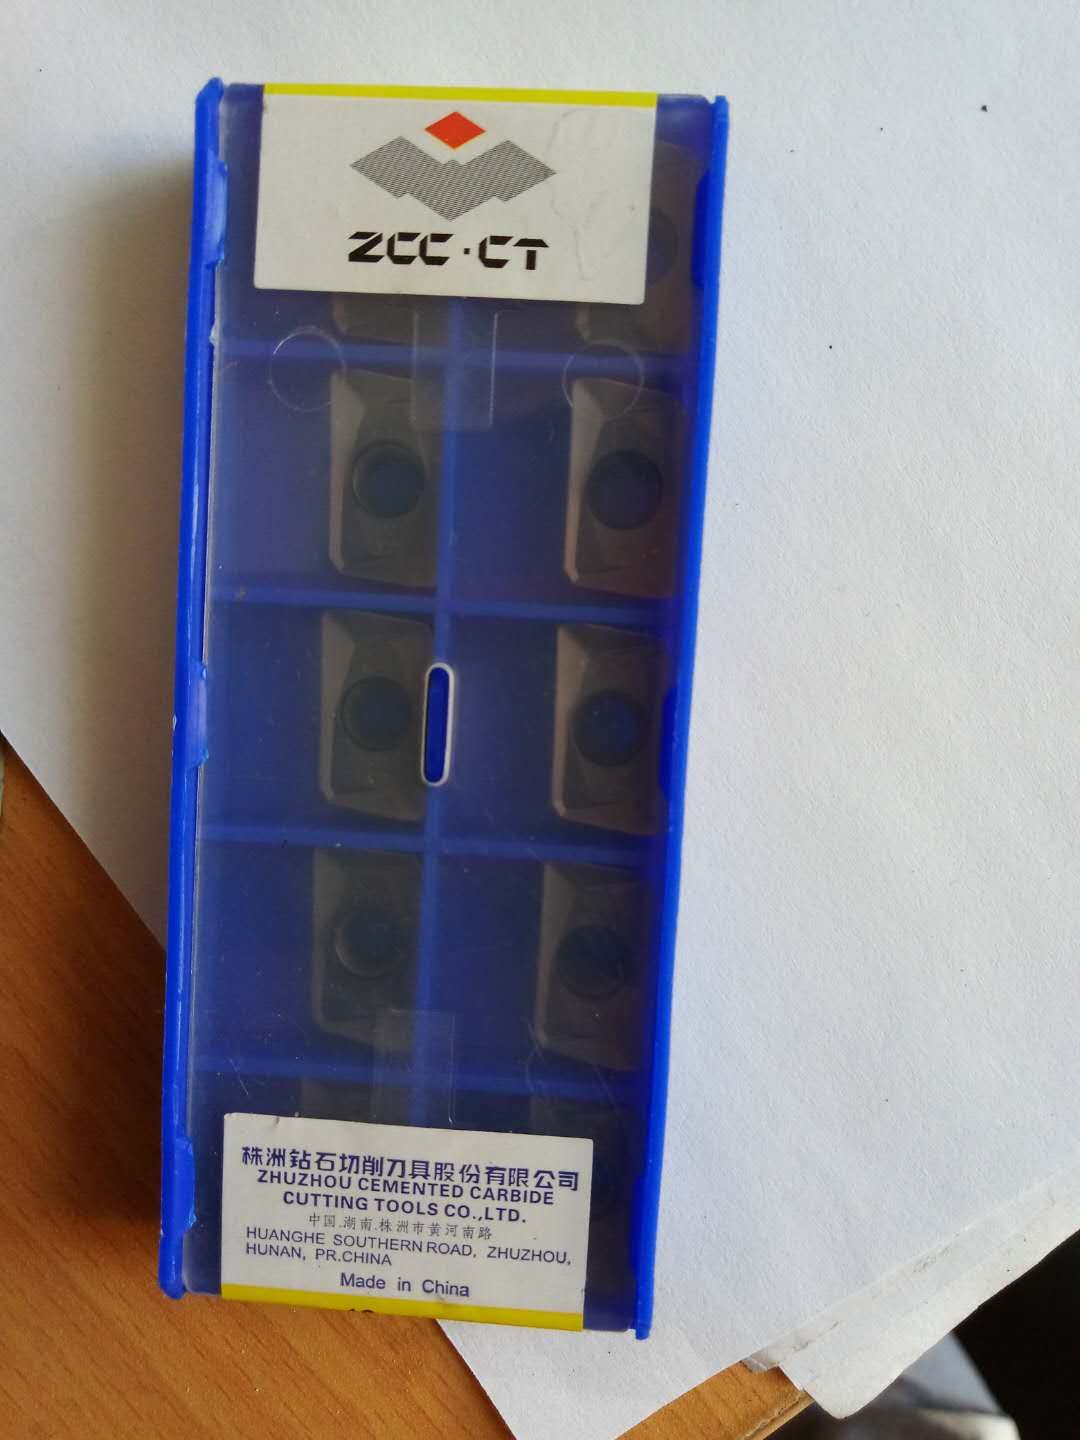 ZCC·CT
株洲钻石切削刀具股份有限公司
ZHUZHOU CEMENTED CARBIDE
CUTTING TOOLS CO.,LTD.
中国.湖南.株洲市黄河南路
HUANGHE SOUTHERN ROAD, ZHUZHOU,
HUNAN, PR.CHINA
Made in China